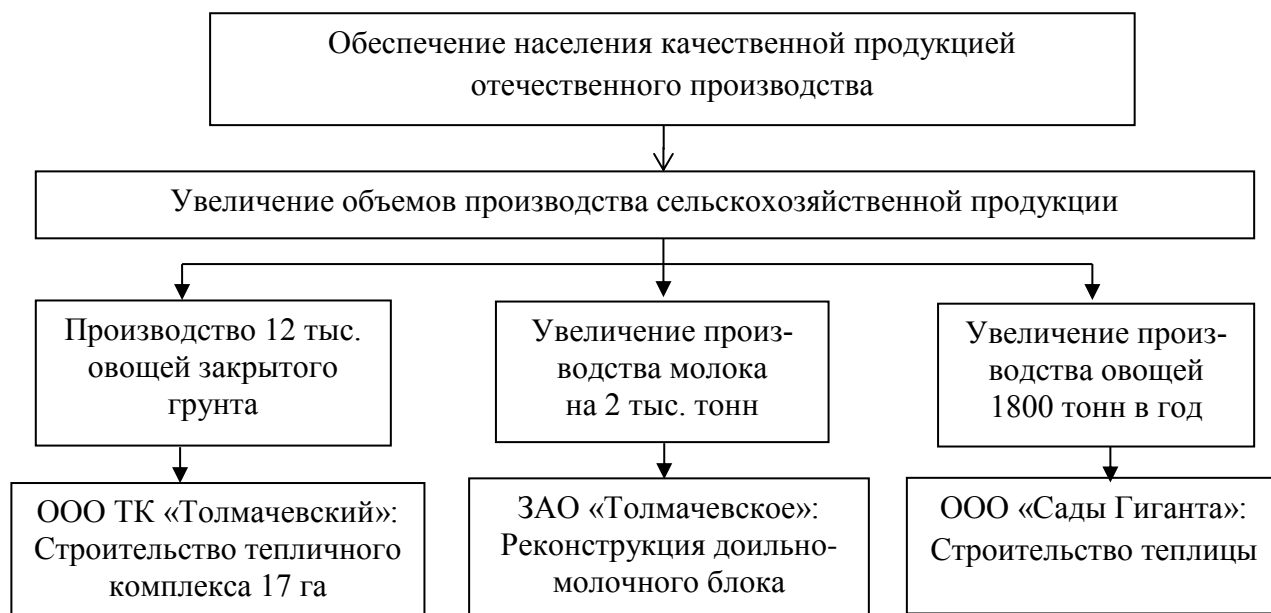 Обеспечение населения качественной продукцией
отечественного производства
Увеличение объемов производства сельскохозяйственной продукции
Производство 12 тыс.
овощей закрытого
грунта
Увеличение произ-
водства молока
на 2 тыс. тонн
Увеличение произ-
водства овощей
1800 тонн в год
ООО ТК «Толмачевский»:
Строительство тепличного
комплекса 17 га
ЗАО «Толмачевское»:
Реконструкция доильно-
молочного блока
ООО «Сады Гиганта»:
Строительство теплицы